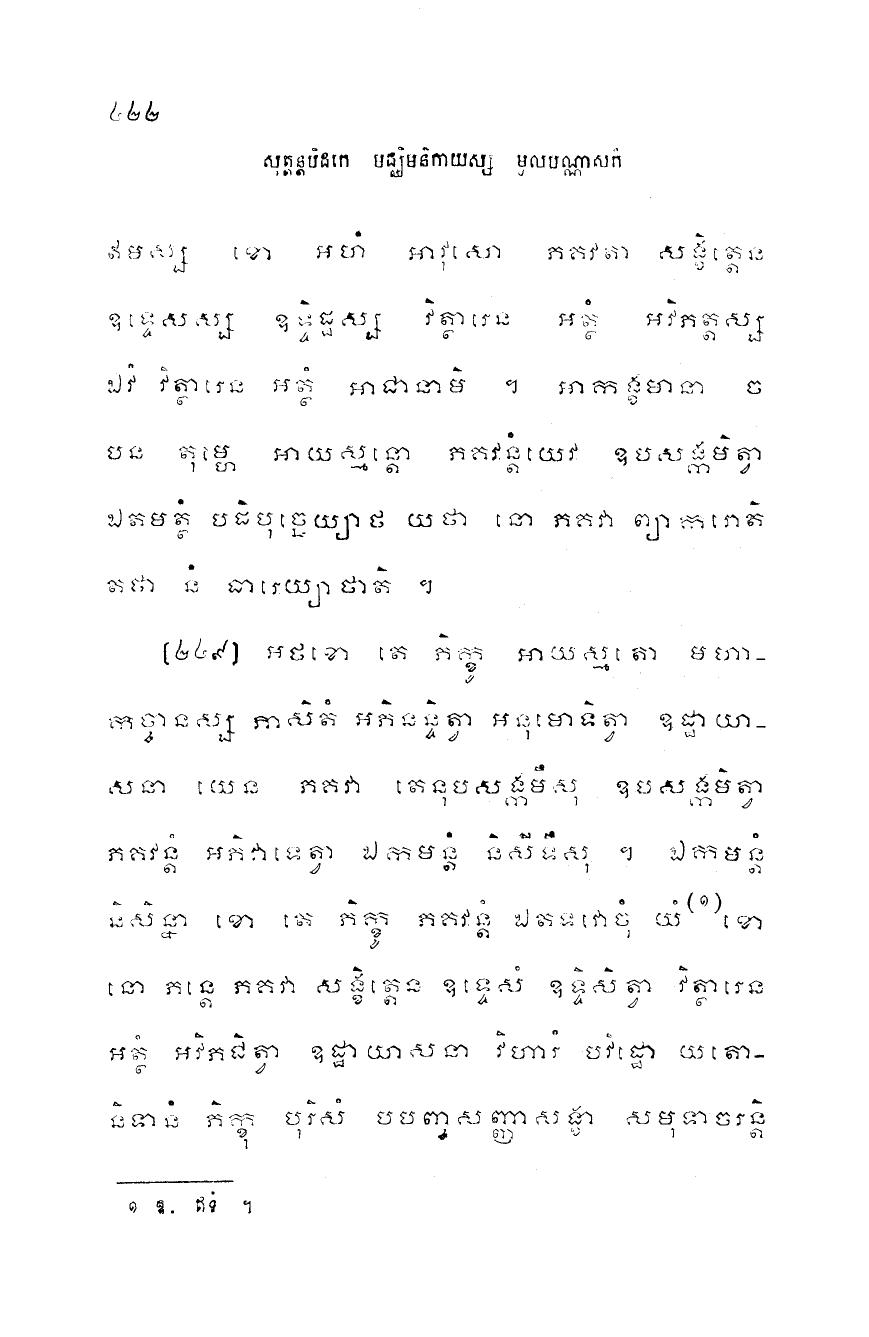 ៤២២
សុត្តន្តបិដកេ មជ្ឈិមនិកាយស្ស មូលបណ្ណាសកំ
ឥមស្ស ខោ អហំ អាវុសោ ភគវតា សង្ខិត្តេន
ឧទ្ទេសស្ស ឧទ្ទិដ្ឋស្ស វិត្ថារេន អត្ថំ អវិភត្តស្ស
ឯវំ វិត្ថារេន អត្ថំ អាជានាមិ ។ អាកង្ខមានា ច
បន តុម្ហេ អាយស្មន្តោ ភគវន្តំយេវ ឧបសង្កមិត្វា
ឯតមត្ថំ បដិបុច្ឆេយ្យាថ យថា នោ ភគវា ព្យាករោតិ
តថា នំ ធារេយ្យាថាតិ ។
[២៤៩] អថខោ តេ ភិក្ខូ អាយស្មតោ មហា-
កច្ចានស្ស ភាសិតំ អភិនន្ទិត្វា អនុមោទិត្វា ឧដ្ឋាយា-
សនា យេន ភគវា តេនុបសង្កមឹសុ ឧបសង្កមិត្វា
ភគវន្តំ អភិវាទេត្វា ឯកមន្តំ និសីទឹសុ ។ ឯកមន្តំ
និសិន្នា ខោ តេ ភិក្ខូ ភគវន្តំ ឯតទវោចុំ យំ(១)ខោ
នោ ភន្តេ ភគវា សង្ខិត្តេន ឧទ្ទេសំ ឧទ្ទិសិត្វា វិត្ថារេន
អត្ថំ អវិភជិត្វា ឧដ្ឋាយាសនា វិហារំ បវិដ្ឋោ យតោ-
និទានំ ភិក្ខុ បុរិសំ បបញ្ចសញ្ញាសង្ខា សមុទាចរន្តិ
១ ឱ. ឥទំ ។